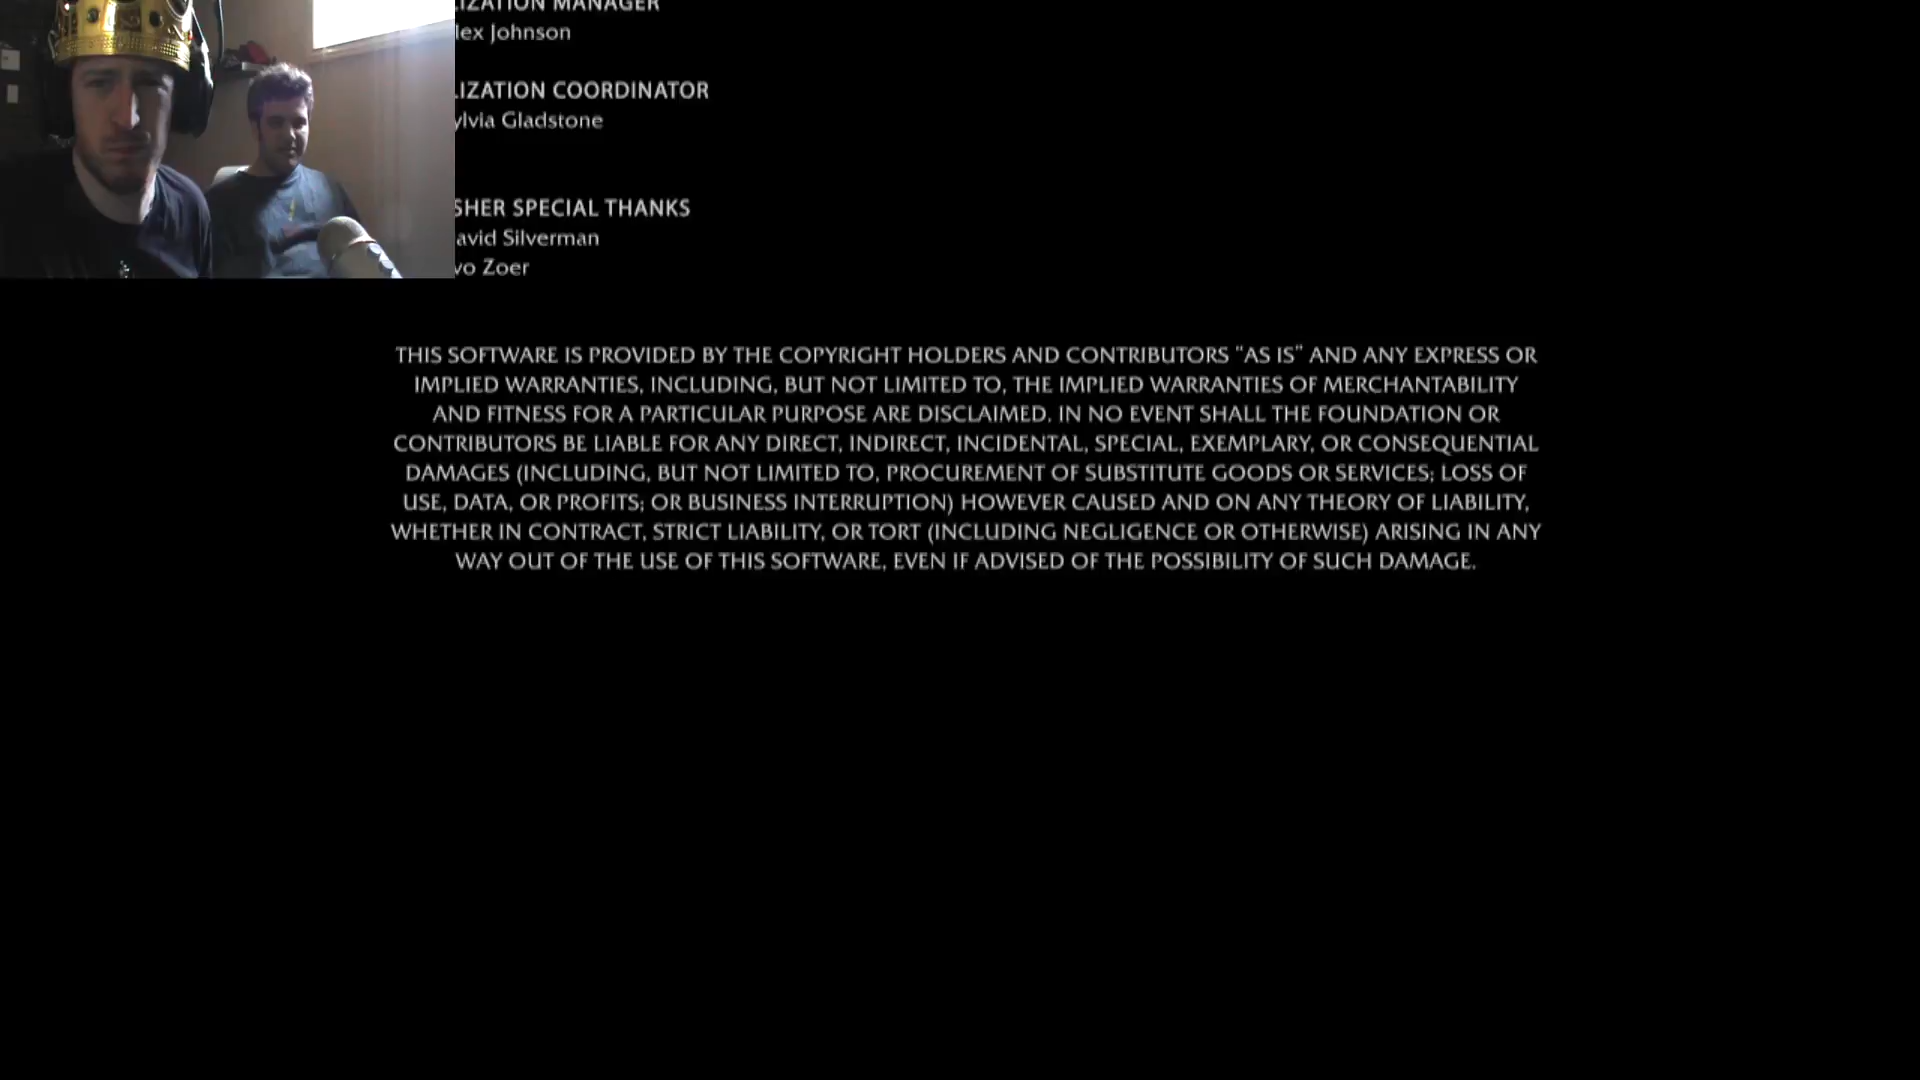 LIZATION MANAGER
lex Johnson
LIZATION COORDINATOR
ylvia Gladstone
SHER SPECIAL THANKS
avid Silverman
vo Zoer
THIS SOFTWARE IS PROVIDED BY THE COPYRIGHT HOLDERS AND CONTRIBUTORS “AS IS” AND ANY EXPRESS OR
IMPLIED WARRANTIES, INCLUDING, BUT NOT LIMITED TO, THE IMPLIED WARRANTIES OF MERCHANTABILITY
AND FITNESS FOR A PARTICULAR PURPOSE ARE DISCLAIMED. IN NO EVENT SHALL THE FOUNDATION OR
CONTRIBUTORS BE LIABLE FOR ANY DIRECT, INDIRECT, INCIDENTAL, SPECIAL, EXEMPLARY, OR CONSEQUENTIAL
DAMAGES (INCLUDING, BUT NOT LIMITED TO, PROCUREMENT OF SUBSTITUTE GOODS OR SERVICES; LOSS OF
USE, DATA, OR PROFITS; OR BUSINESS INTERRUPTION) HOWEVER CAUSED AND ON ANY THEORY OF LIABILITY,
WHETHER IN CONTRACT, STRICT LIABILITY, OR TORT (INCLUDING NEGLIGENCE OR OTHERWISE) ARISING IN ANY
WAY OUT OF THE USE OF THIS SOFTWARE, EVEN IF ADVISED OF THE POSSIBILITY OF SUCH DAMAGE.